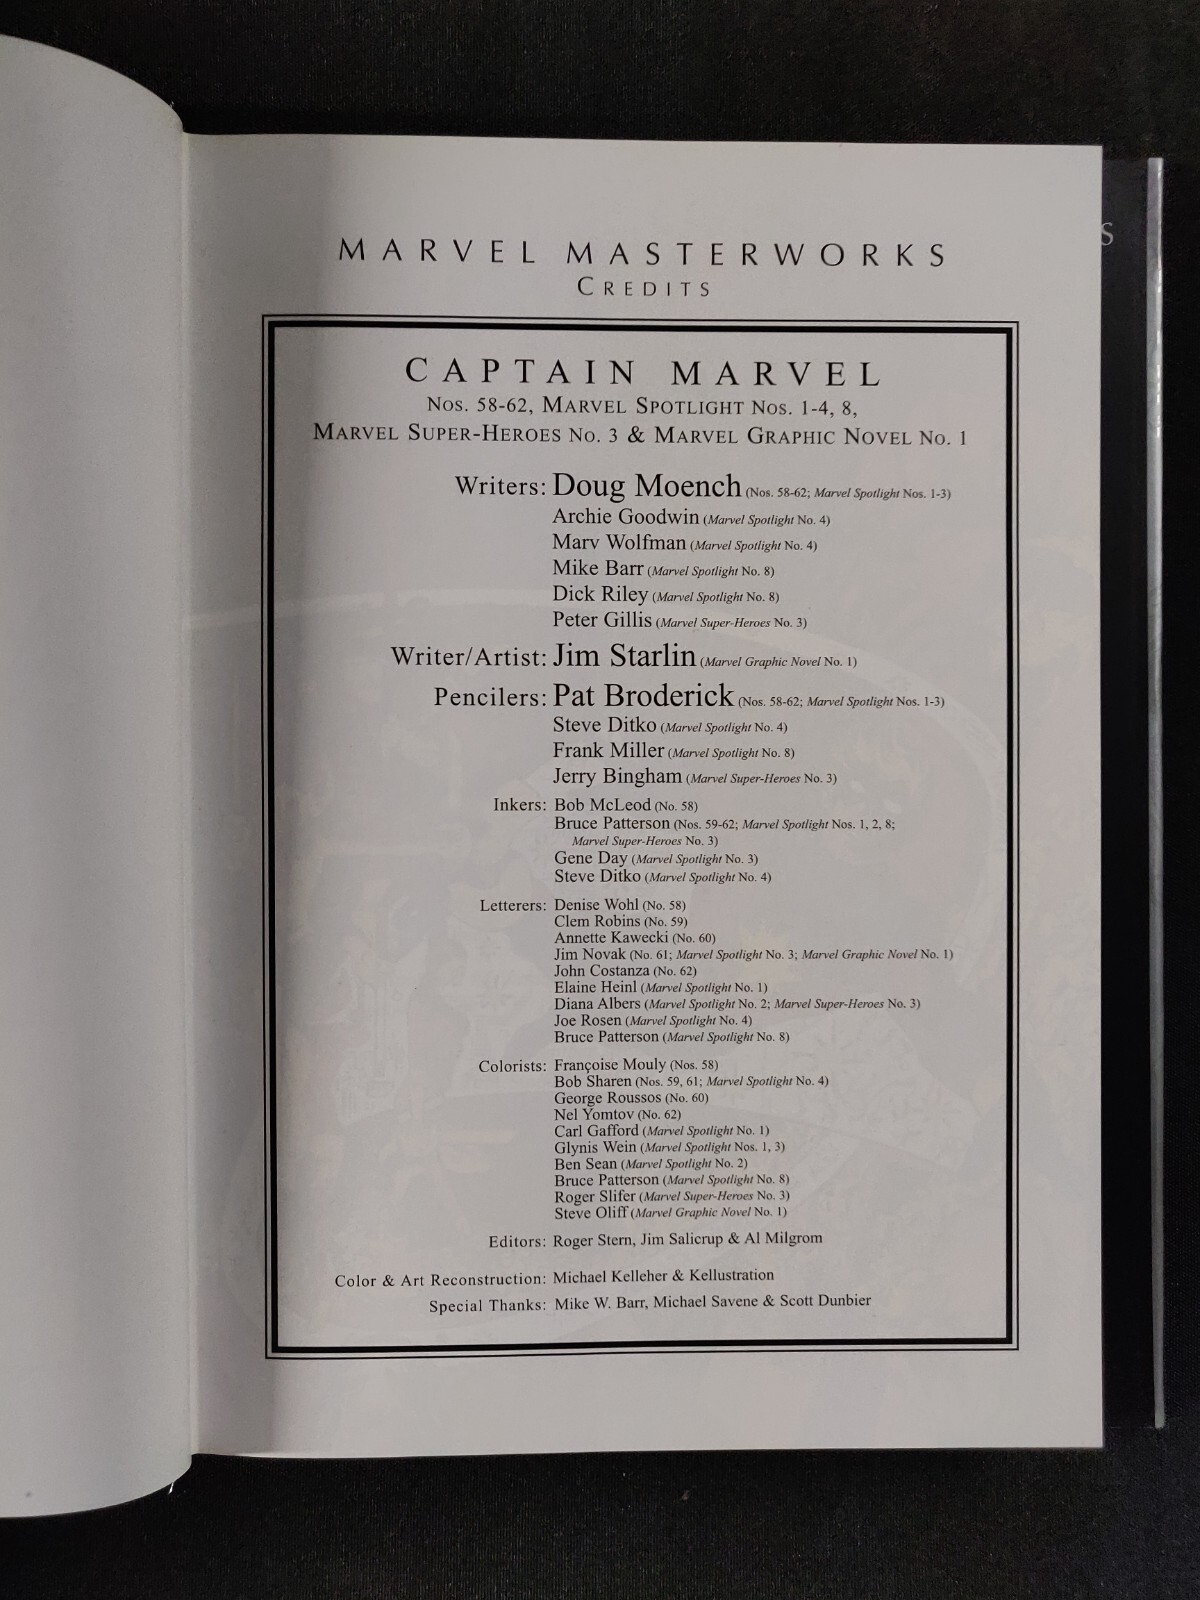 MARVEL MASTERWORKS
CREDITS
S
CAPTAIN MARVEL
NOS. 58-62, MARVEL SPOTLIGHT NOS. 1-4, 8,
MARVEL SUPER-HEROES NO. 3 & MARVEL GRAPHIC NOVEL NO. 1
Writers: Doug Moench (Nos. 58-62; Marvel Spotlight Nos. 1-3)
Archie Goodwin (Marvel Spotlight No. 4)
Marv Wolfman (Marvel Spotlight No. 4)
Mike Barr (Marvel Spotlight No. 8)
Dick Riley (Marvel Spotlight No. 8)
Peter Gillis (Marvel Super-Heroes No. 3)
Writer/Artist: Jim Starlin (Marvel Graphic Novel No. 1)
Pencilers: Pat Broderick (Nos. 58-62; Marvel Spotlight Nos. 1-3)
Steve Ditko (Marvel Spotlight No. 4)
Frank Miller (Marvel Spotlight No. 8)
Jerry Bingham (Marvel Super-Heroes No. 3)
Inkers: Bob McLeod (No. 58)
Bruce Patterson (Nos. 59-62; Marvel Spotlight Nos. 1, 2, 8;
Marvel Super-Heroes No. 3)
Gene Day (Marvel Spotlight No. 3)
Steve Ditko (Marvel Spotlight No. 4)
Letterers: Denise Wohl (No. 58)
Clem Robins (No. 59)
Annette Kawecki (No. 60)
Jim Novak (No. 61; Marvel Spotlight No. 3; Marvel Graphic Novel No. 1)
John Costanza (No. 62)
Elaine Heinl (Marvel Spotlight No. 1)
Diana Albers (Marvel Spotlight No. 2; Marvel Super-Heroes No. 3)
Joe Rosen (Marvel Spotlight No. 4)
Bruce Patterson (Marvel Spotlight No. 8)
Colorists: Françoise Mouly (Nos. 58)
Bob Sharen (Nos. 59, 61; Marvel Spotlight No. 4)
George Roussos (No. 60)
Nel Yomtov (No. 62)
Carl Gafford (Marvel Spotlight No. 1)
Glynis Wein (Marvel Spotlight Nos. 1, 3)
Ben Sean (Marvel Spotlight No. 2)
Bruce Patterson (Marvel Spotlight No. 8)
Roger Slifer (Marvel Super-Heroes No. 3)
Steve Oliff (Marvel Graphic Novel No. 1)
Editors: Roger Stern, Jim Salicrup & Al Milgrom
Color & Art Reconstruction: Michael Kelleher & Kellustration
Special Thanks: Mike W. Barr, Michael Savene & Scott Dunbier